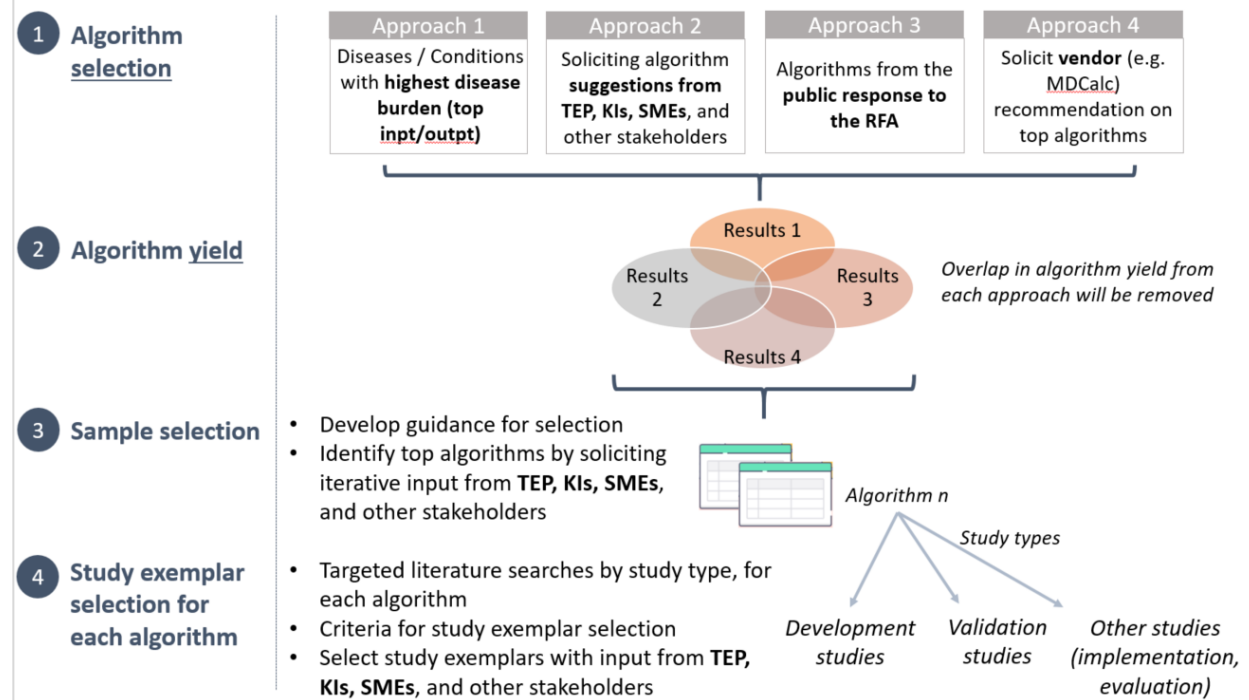 1
Algorithm
selection
Approach 1
Diseases / Conditions
with highest disease
burden (top
inpt/outpt)
Approach 2
Soliciting algorithm
suggestions from
TEP, KIs, SMEs, and
other stakeholders
Approach 3
Algorithms from the
public response to
the RFA
Approach 4
Solicit vendor (e.g.
MDCalc)
recommendation on
top algorithms
2
Algorithm yield
Results 1
Results
2
Results
3
Results 4
Overlap in algorithm yield from
each approach will be removed
3
Sample selection
• Develop guidance for selection
• Identify top algorithms by soliciting
iterative input from TEP, KIs, SMEs,
and other stakeholders
Algorithm n
Study types
4
Study exemplar
selection for
each algorithm
• Targeted literature searches by study type, for
each algorithm
• Criteria for study exemplar selection
• Select study exemplars with input from TEP,
KIs, SMEs, and other stakeholders
Development
studies
Validation
studies
Other studies
(implementation,
evaluation)